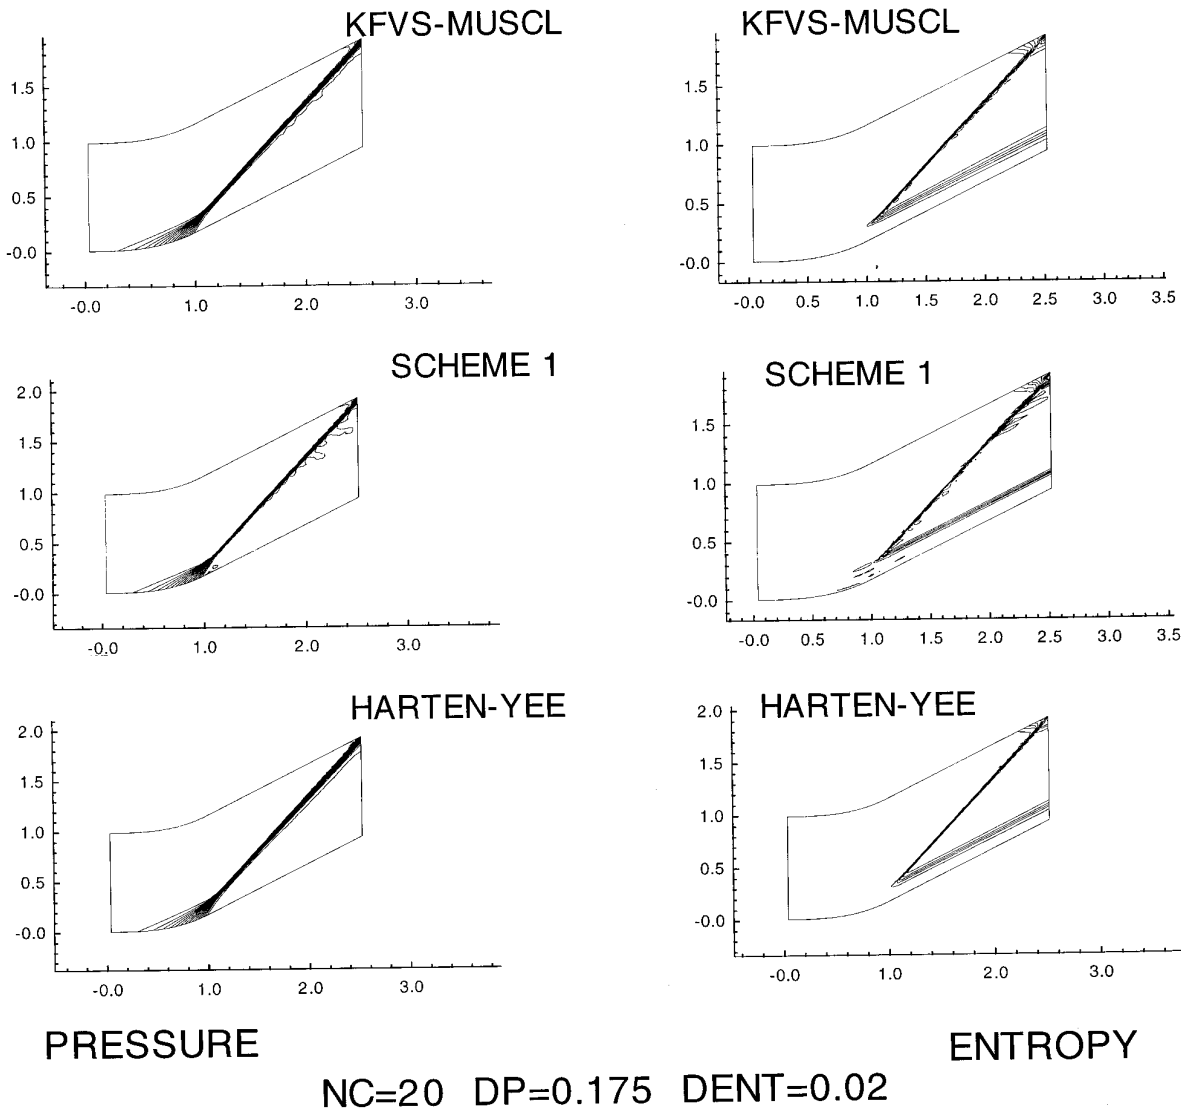 KFVS-MUSCL KFVS-MUSCL
1.5 1.5
1.0 1.0
0.5 0.5
-0.0 -0.0
-0.0 1.0 2.0 3.0 -0.0 0.5 1.0 1.5 2.0 2.5 3.0 3.5
SCHEME 1 SCHEME 1
2.0
1.5 1.5
1.0 1.0
0.5 0.5
-0.0 -0.0
-0.0 1.0 2.0 3.0 -0.0 0.5 1.0 1.5 2.0 2.5 3.0 3.5
HARTEN-YEE HARTEN-YEE
2.0 2.0
1.5 1.5
1.0 1.0
0.5 0.5
-0.0 -0.0
-0.0 1.0 2.0 3.0 -0.0 1.0 2.0 3.0
PRESSURE ENTROPY
NC=20 DP=0.175 DENT=0.02